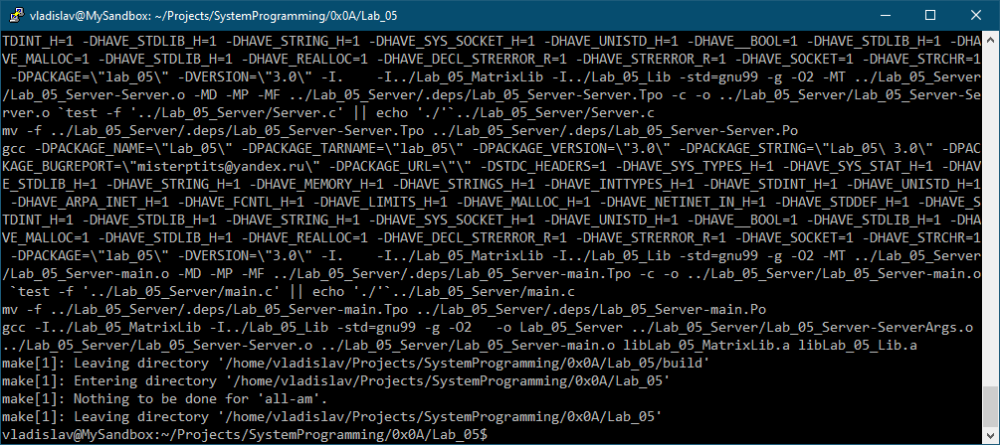 vladislav@MySandbox: ~/Projects/SystemProgramming/0x0A/Lab_05
TDINT_H=1 -DHAVE_STDLIB_H=1 -DHAVE_STRING_H=1 -DHAVE_SYS_SOCKET_H=1 -DHAVE_UNISTD_H=1 -DHAVE__BOOL=1 -DHAVE_STDLIB_H=1 -DHA
VE_MALLOC=1 -DHAVE_STDLIB_H=1 -DHAVE_REALLOC=1 -DHAVE_DECL_STRERROR_R=1 -DHAVE_STRERROR_R=1 -DHAVE_SOCKET=1 -DHAVE_STRCHR=1
 -DPACKAGE=\"lab_05\" -DVERSION=\"3.0\" -I.    -I../Lab_05_MatrixLib -I../Lab_05_Lib -std=gnu99 -g -O2 -MT ../Lab_05_Server
/Lab_05_Server-Server.o -MD -MP -MF ../Lab_05_Server/.deps/Lab_05_Server-Server.Tpo -c -o ../Lab_05_Server/Lab_05_Server-Se
rver.o `test -f '../Lab_05_Server/Server.c' || echo './'`../Lab_05_Server/Server.c
mv -f ../Lab_05_Server/.deps/Lab_05_Server-Server.Tpo ../Lab_05_Server/.deps/Lab_05_Server-Server.Po
gcc -DPACKAGE_NAME=\"Lab_05\" -DPACKAGE_TARNAME=\"lab_05\" -DPACKAGE_VERSION=\"3.0\" -DPACKAGE_STRING=\"Lab_05\ 3.0\" -DPAC
KAGE_BUGREPORT=\"misterptits@yandex.ru\" -DPACKAGE_URL=\"\" -DSTDC_HEADERS=1 -DHAVE_SYS_TYPES_H=1 -DHAVE_SYS_STAT_H=1 -DHAV
E_STDLIB_H=1 -DHAVE_STRING_H=1 -DHAVE_MEMORY_H=1 -DHAVE_STRINGS_H=1 -DHAVE_INTTYPES_H=1 -DHAVE_STDINT_H=1 -DHAVE_UNISTD_H=1
 -DHAVE_ARPA_INET_H=1 -DHAVE_FCNTL_H=1 -DHAVE_LIMITS_H=1 -DHAVE_MALLOC_H=1 -DHAVE_NETINET_IN_H=1 -DHAVE_STDDEF_H=1 -DHAVE_S
TDINT_H=1 -DHAVE_STDLIB_H=1 -DHAVE_STRING_H=1 -DHAVE_SYS_SOCKET_H=1 -DHAVE_UNISTD_H=1 -DHAVE__BOOL=1 -DHAVE_STDLIB_H=1 -DHA
VE_MALLOC=1 -DHAVE_STDLIB_H=1 -DHAVE_REALLOC=1 -DHAVE_DECL_STRERROR_R=1 -DHAVE_STRERROR_R=1 -DHAVE_SOCKET=1 -DHAVE_STRCHR=1
 -DPACKAGE=\"lab_05\" -DVERSION=\"3.0\" -I.    -I../Lab_05_MatrixLib -I../Lab_05_Lib -std=gnu99 -g -O2 -MT ../Lab_05_Server
/Lab_05_Server-main.o -MD -MP -MF ../Lab_05_Server/.deps/Lab_05_Server-main.Tpo -c -o ../Lab_05_Server/Lab_05_Server-main.o
 `test -f '../Lab_05_Server/main.c' || echo './'`../Lab_05_Server/main.c
mv -f ../Lab_05_Server/.deps/Lab_05_Server-main.Tpo ../Lab_05_Server/.deps/Lab_05_Server-main.Po
gcc -I../Lab_05_MatrixLib -I../Lab_05_Lib -std=gnu99 -g -O2   -o Lab_05_Server ../Lab_05_Server/Lab_05_Server-ServerArgs.o
../Lab_05_Server/Lab_05_Server-Server.o ../Lab_05_Server/Lab_05_Server-main.o libLab_05_MatrixLib.a libLab_05_Lib.a
make[1]: Leaving directory '/home/vladislav/Projects/SystemProgramming/0x0A/Lab_05/build'
make[1]: Entering directory '/home/vladislav/Projects/SystemProgramming/0x0A/Lab_05'
make[1]: Nothing to be done for 'all-am'.
make[1]: Leaving directory '/home/vladislav/Projects/SystemProgramming/0x0A/Lab_05'
vladislav@MySandbox:~/Projects/SystemProgramming/0x0A/Lab_05$